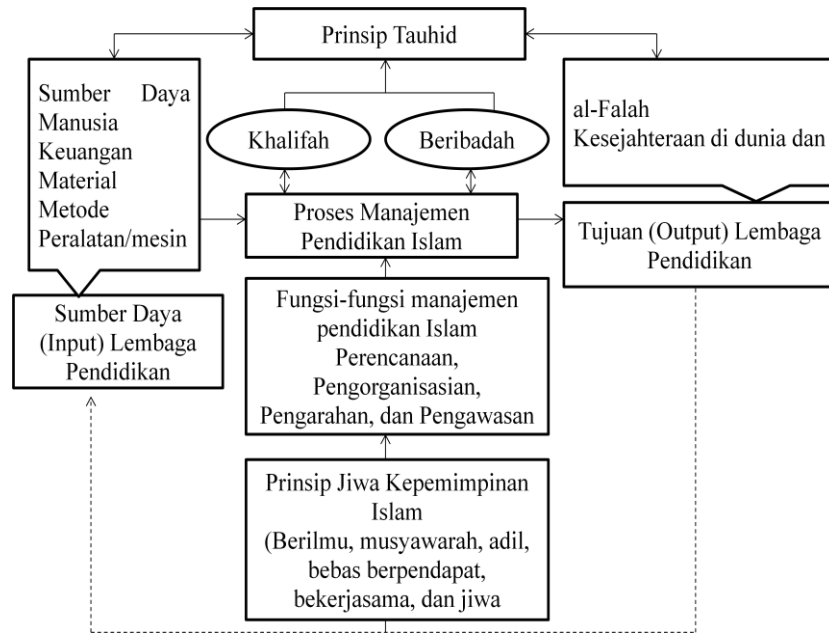 Prinsip Tauhid
Sumber Daya
Manusia
Keuangan
Material
Metode
Peralatan/mesin
Khalifah
Beribadah
al-Falah
Kesejahteraan di dunia dan
Proses Manajemen
Pendidikan Islam
Tujuan (Output) Lembaga
Pendidikan
Sumber Daya
(Input) Lembaga
Pendidikan
Fungsi-fungsi manajemen
pendidikan Islam
Perencanaan,
Pengorganisasian,
Pengarahan, dan Pengawasan
Prinsip Jiwa Kepemimpinan
Islam
(Berilmu, musyawarah, adil,
bebas berpendapat,
bekerjasama, dan jiwa